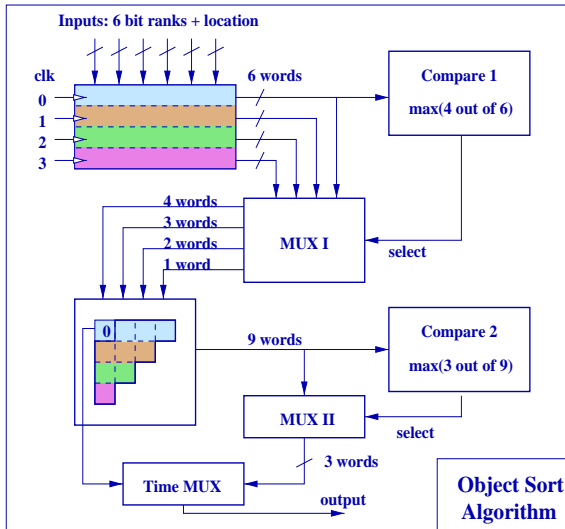 Inputs: 6 bit ranks + location
clk
0
1
2
3
6 words
Compare 1
max(4 out of 6)
4 words
3 words
2 words
1 word
MUX I
select
0
9 words
Compare 2
max(3 out of 9)
MUX II
select
3 words
Time MUX
output
Object Sort
Algorithm